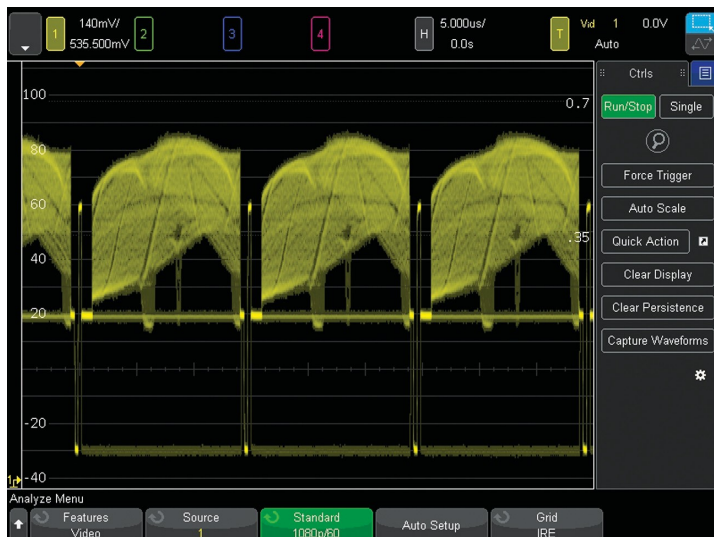 1 140mV/ 535.500mV 2 3 4 H 5.000us/ 0.0s T Vid 1 0.0V Auto
Ctrls
Run/Stop Single
Force Trigger
Auto Scale
Quick Action
Clear Display
Clear Persistence
Capture Waveforms
100
0.7
80
60
.35
40
20
-20
-40
1
Analyze Menu
Features Video
Source 1
Standard 1080p/60
Auto Setup
Grid IRE